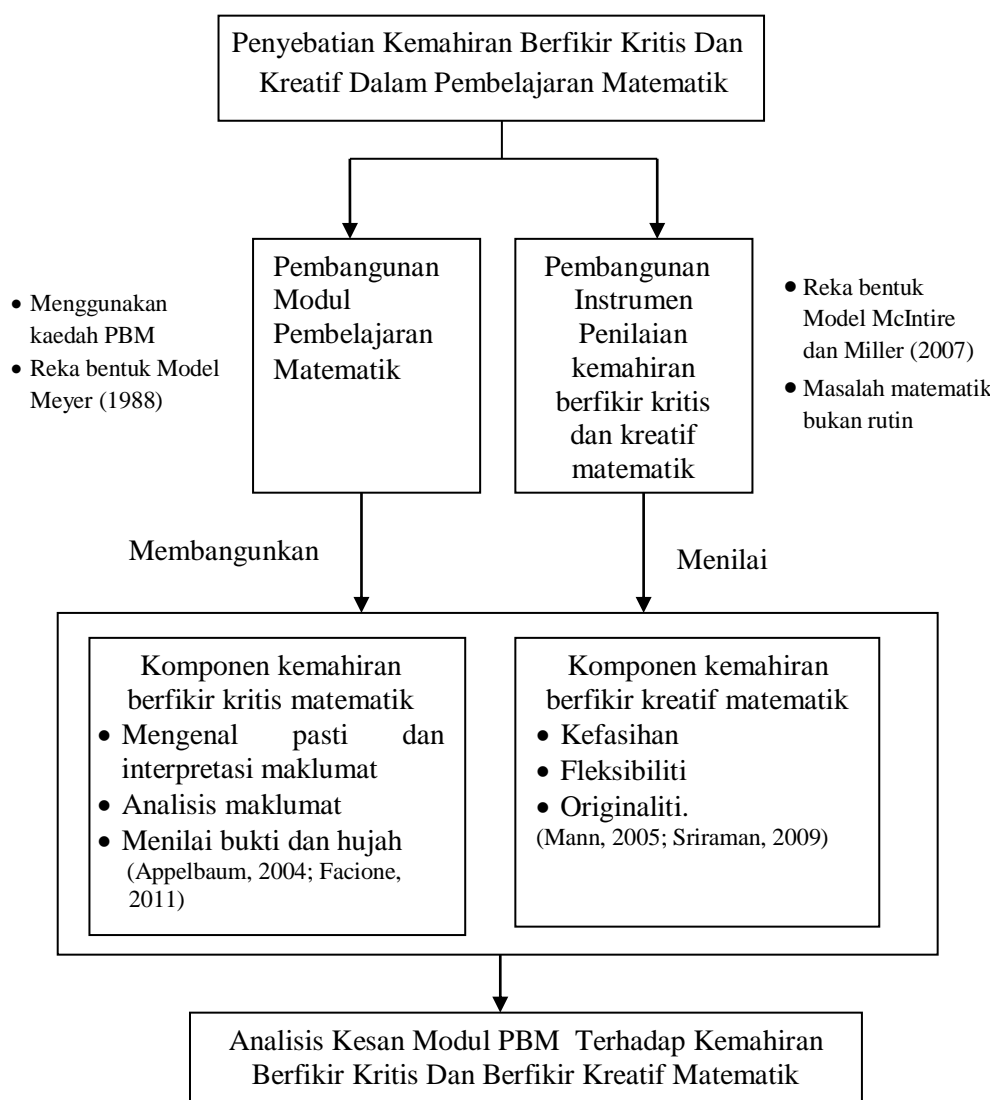 Penyebatian Kemahiran Berfikir Kritis Dan
Kreatif Dalam Pembelajaran Matematik
• Menggunakan
kaedah PBM
• Reka bentuk Model
Meyer (1988)
Pembangunan
Modul
Pembelajaran
Matematik
Pembangunan
Instrumen
Penilaian
kemahiran
berfikir kritis
dan kreatif
matematik
• Reka bentuk
Model McIntire
dan Miller (2007)
• Masalah matematik
bukan rutin
Membangunkan
Menilai
Komponen kemahiran
berfikir kritis matematik
• Mengenal pasti dan
interpretasi maklumat
• Analisis maklumat
• Menilai bukti dan hujah
(Appelbaum, 2004; Facione,
2011)
Komponen kemahiran
berfikir kreatif matematik
• Kefasihan
• Fleksibiliti
• Originaliti.
(Mann, 2005; Sriraman, 2009)
Analisis Kesan Modul PBM Terhadap Kemahiran
Berfikir Kritis Dan Berfikir Kreatif Matematik